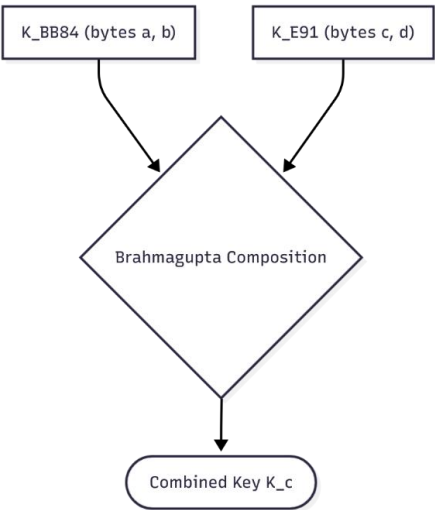 K_BB84 (bytes a, b)
K_E91 (bytes c, d)
Brahmagupta Composition
Combined Key K_c